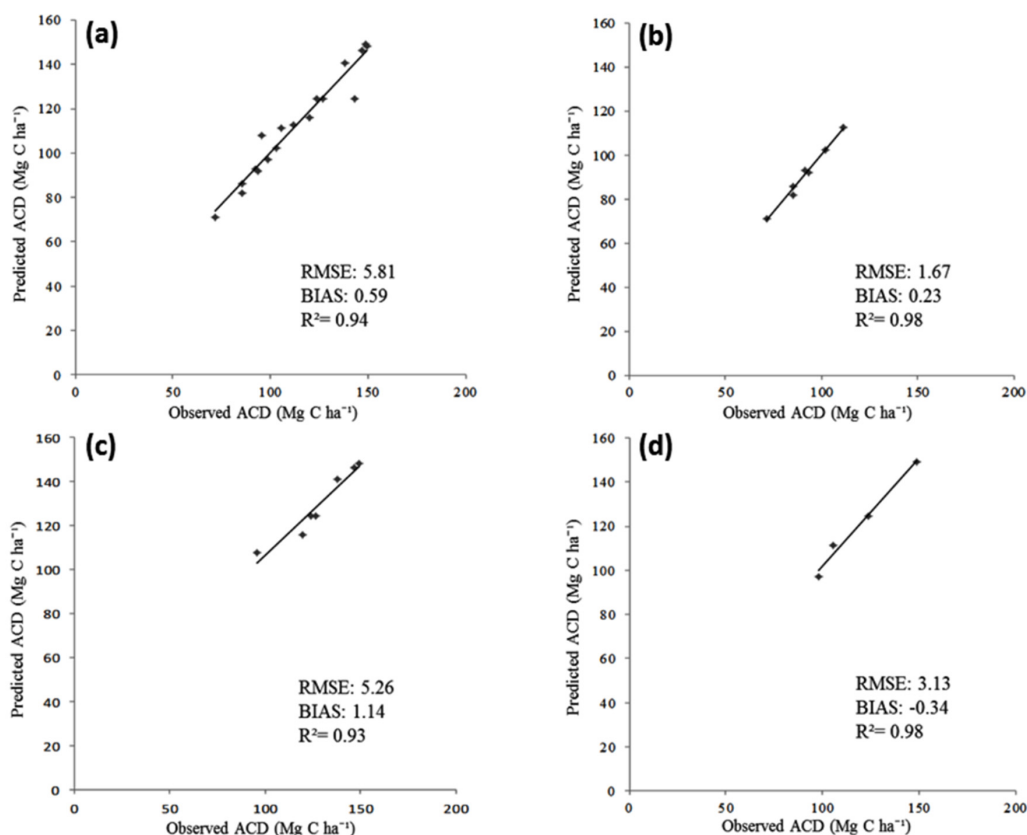 (a)
160
140
120
100
80
60
40
20
0
0 50 100 150 200
Predicted ACD (Mg C ha⁻¹)
Observed ACD (Mg C ha⁻¹)
RMSE: 5.81
BIAS: 0.59
R²= 0.94
(b)
160
140
120
100
80
60
40
20
0
0 50 100 150 200
Predicted ACD (Mg C ha⁻¹)
Observed ACD (Mg C ha⁻¹)
RMSE: 1.67
BIAS: 0.23
R²= 0.98
(c)
160
140
120
100
80
60
40
20
0
0 50 100 150 200
Predicted ACD (Mg C ha⁻¹)
Observed ACD (Mg C ha⁻¹)
RMSE: 5.26
BIAS: 1.14
R²= 0.93
(d)
160
140
120
100
80
60
40
20
0
0 50 100 150 200
Predicted ACD (Mg C ha⁻¹)
Observed ACD (Mg C ha⁻¹)
RMSE: 3.13
BIAS: -0.34
R²= 0.98